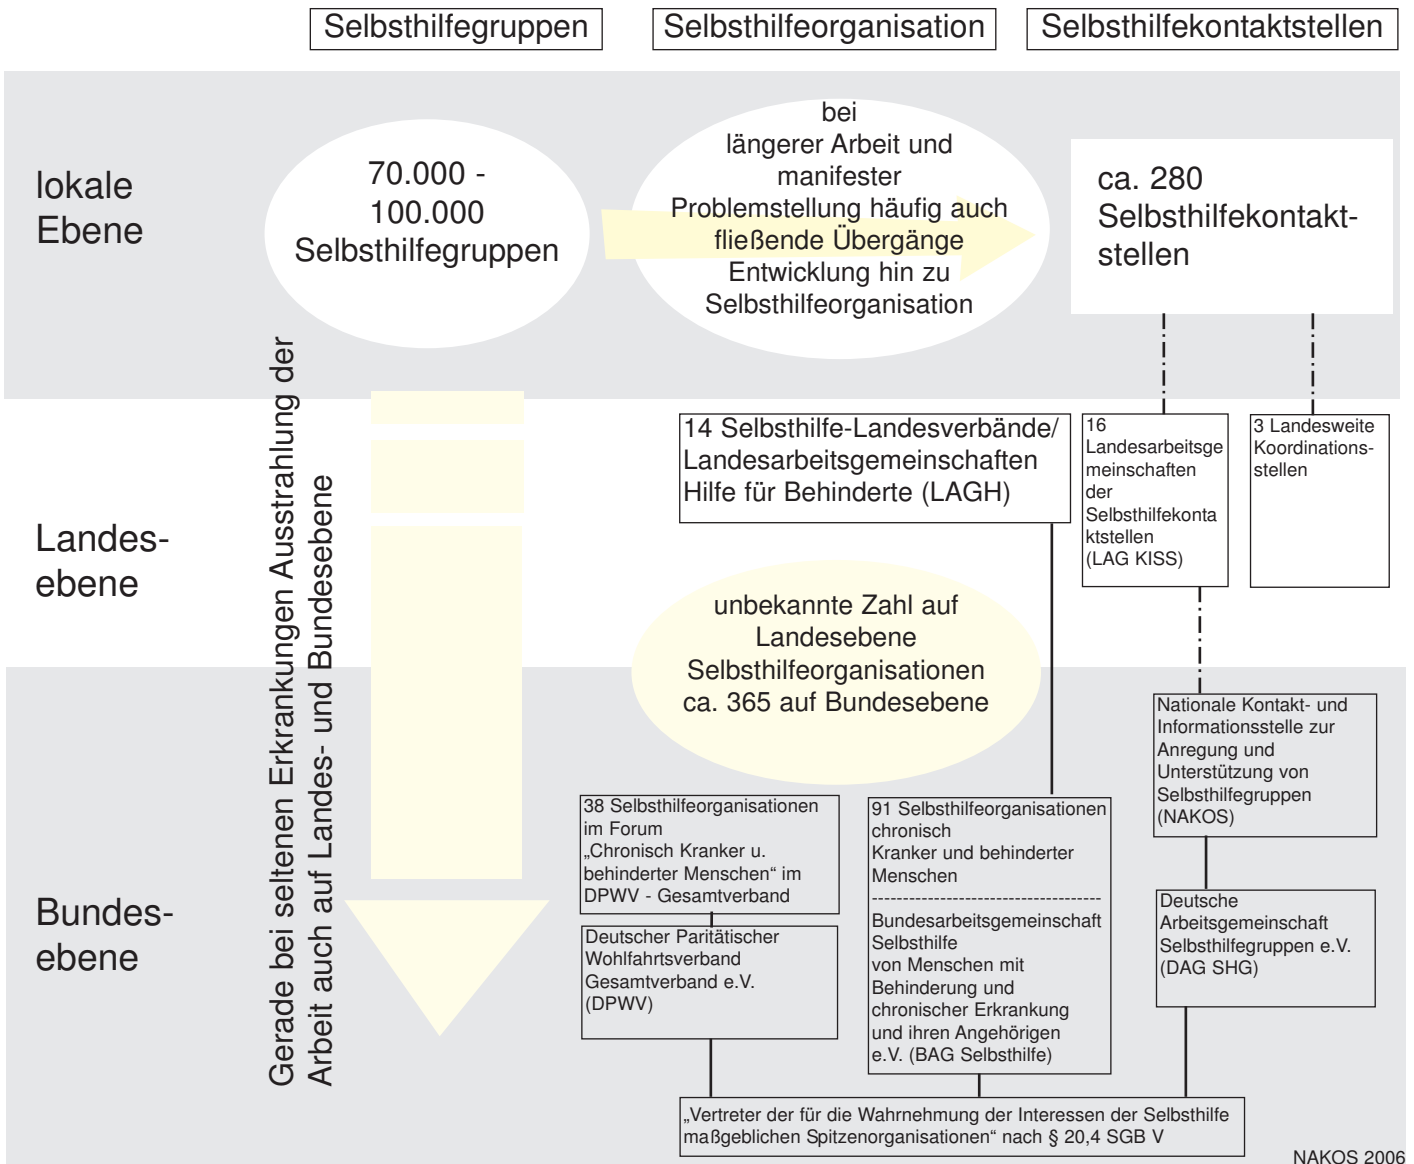 Selbsthilfegruppen
Selbsthilfeorganisation
Selbsthilfekontaktstellen
lokale
Ebene
70.000 -
100.000
Selbsthilfegruppen
bei
längerer Arbeit und
manifester
Problemstellung häufig auch
fließende Übergänge
Entwicklung hin zu
Selbsthilfeorganisation
ca. 280
Selbsthilfekontakt-
stellen
Gerade bei seltenen Erkrankungen Ausstrahlung der
Arbeit auch auf Landes- und Bundesebene
Landes-
ebene
14 Selbsthilfe-Landesverbände/
Landesarbeitsgemeinschaften
Hilfe für Behinderte (LAGH)
16
Landesarbeitsge
meinschaften
der
Selbsthilfekonta
ktstellen
(LAG KISS)
3 Landesweite
Koordinations-
stellen
unbekannte Zahl auf
Landesebene
Selbsthilfeorganisationen
ca. 365 auf Bundesebene
Bundes-
ebene
38 Selbsthilfeorganisationen
im Forum
„Chronisch Kranker u.
behinderter Menschen“ im
DPWV - Gesamtverband
Deutscher Paritätischer
Wohlfahrtsverband
Gesamtverband e.V.
(DPWV)
91 Selbsthilfeorganisationen
chronisch
Kranker und behinderter
Menschen
-------------------------------------
Bundesarbeitsgemeinschaft
Selbsthilfe
von Menschen mit
Behinderung und
chronischer Erkrankung
und ihren Angehörigen
e.V. (BAG Selbsthilfe)
Nationale Kontakt- und
Informationsstelle zur
Anregung und
Unterstützung von
Selbsthilfegruppen
(NAKOS)
Deutsche
Arbeitsgemeinschaft
Selbsthilfegruppen e.V.
(DAG SHG)
„Vertreter der für die Wahrnehmung der Interessen der Selbsthilfe
maßgeblichen Spitzenorganisationen“ nach § 20,4 SGB V
NAKOS 2006